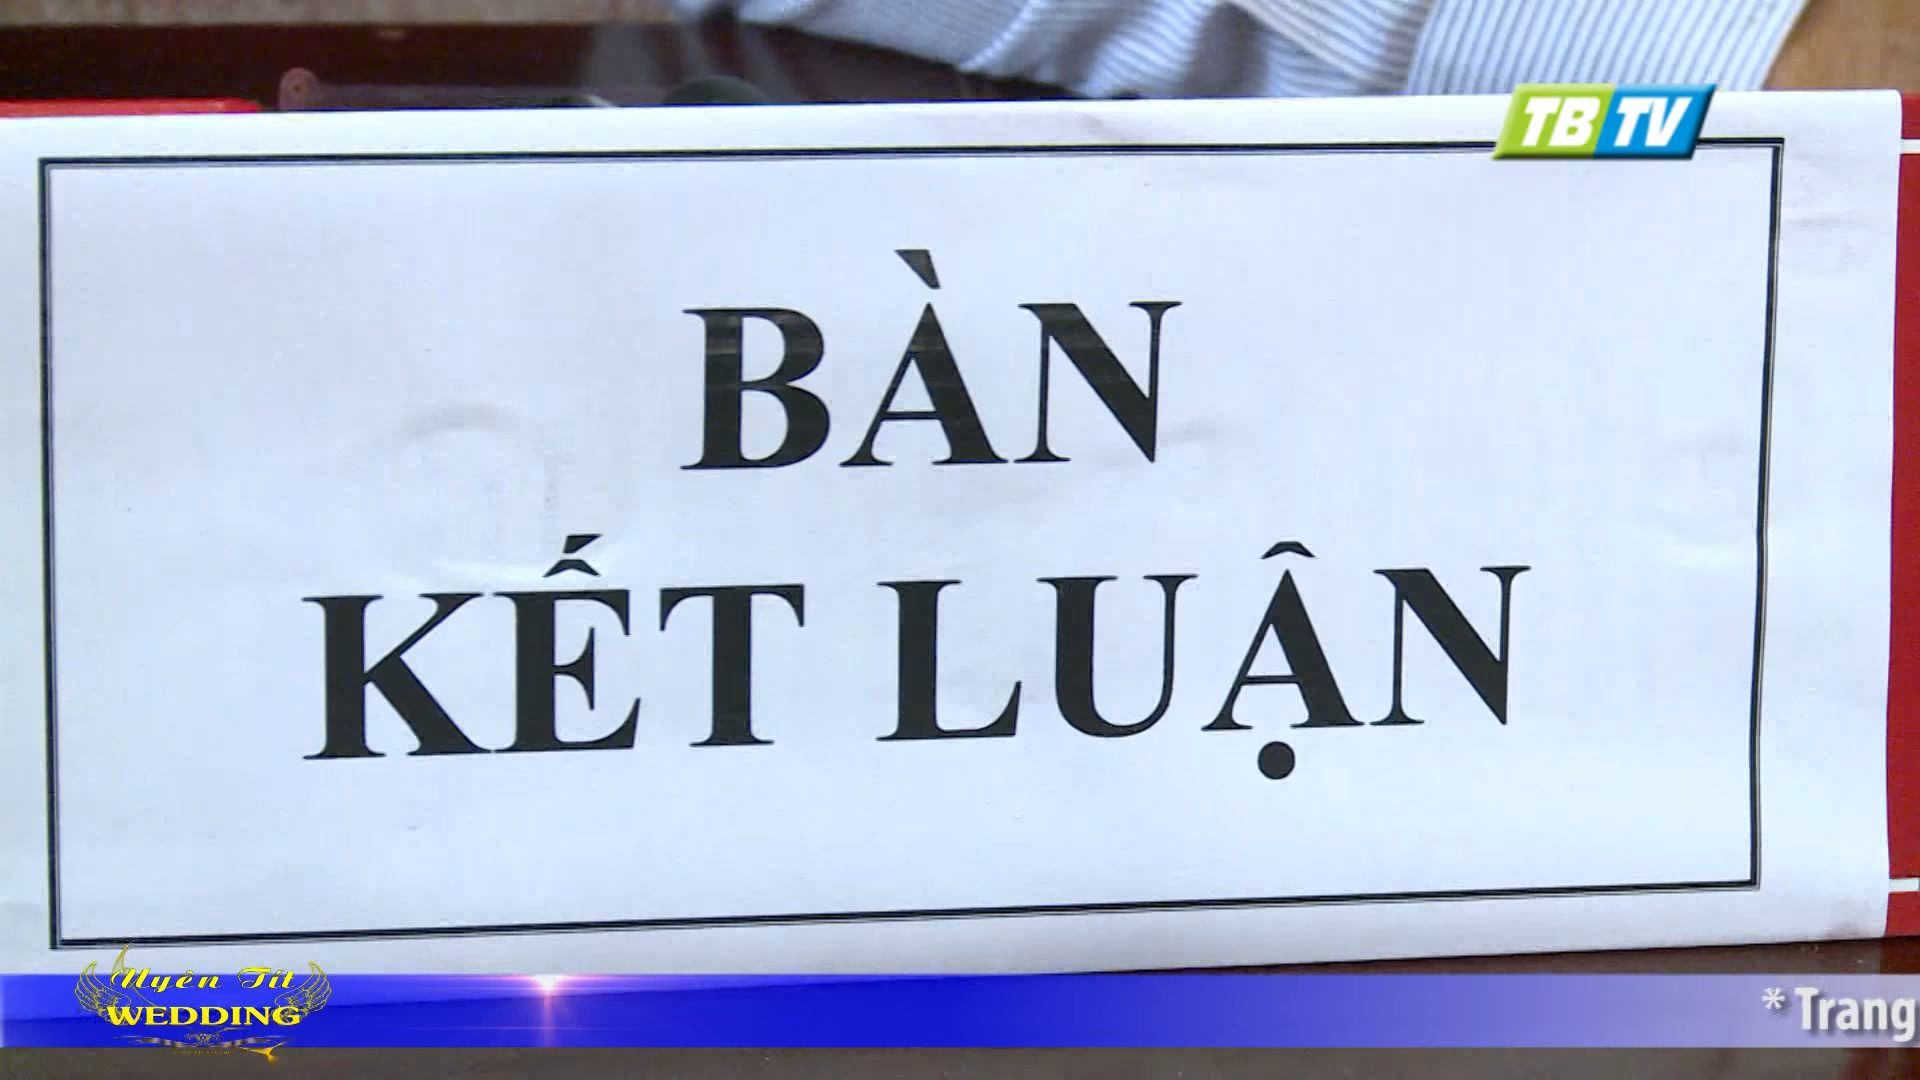 TBTV
BÀN
KẾT LUẬN
Uyên Tít
WEDDING
* Trang